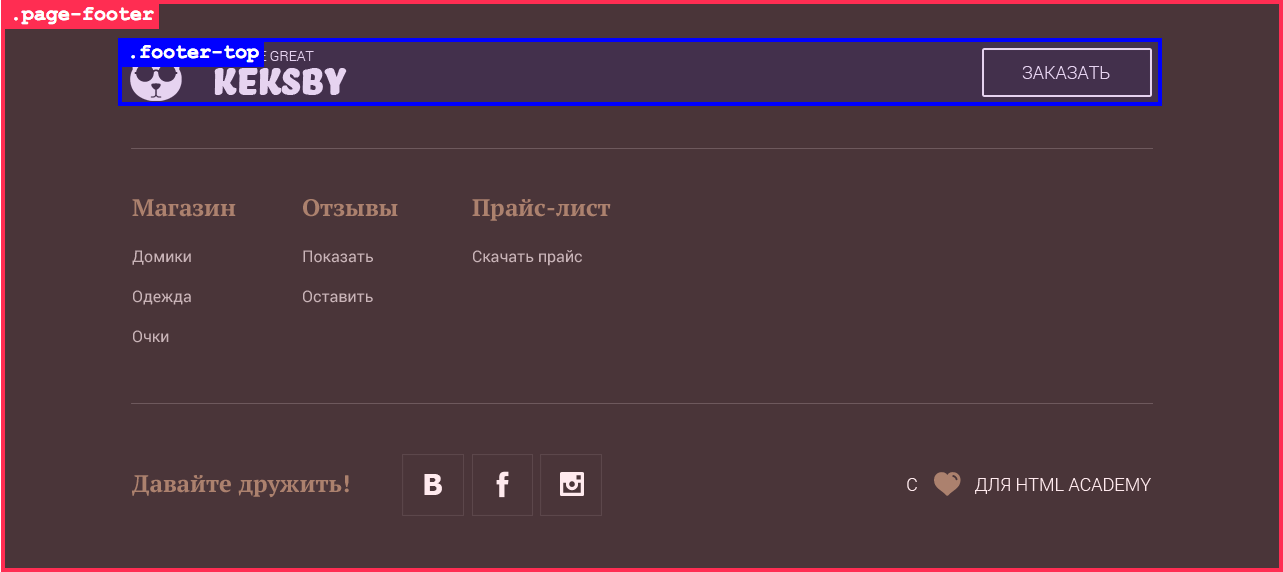 .page-footer
.footer-top
GREAT
KEKSBY
ЗАКАЗАТЬ
Магазин Отзывы Прайс-лист
Домики Показать Скачать прайс
Одежда Оставить
Очки
Давайте дружить!
В f
С ДЛЯ HTML ACADEMY